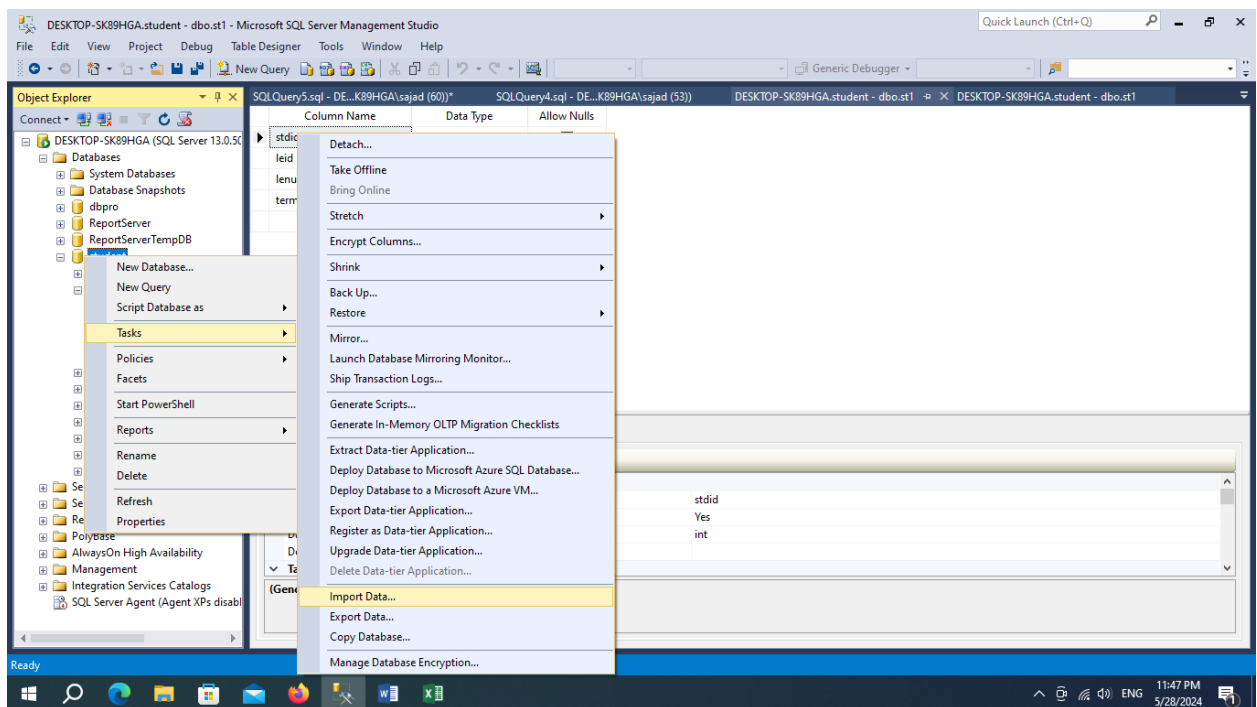 DESKTOP-SK89HGA.student - dbo.st1 - Microsoft SQL Server Management Studio
Quick Launch (Ctrl+Q)
File Edit View Project Debug Table Designer Tools Window Help
New Query
Generic Debugger
Object Explorer
SQLQuery5.sql - DE...K89HGA\sajad (60))*
SQLQuery4.sql - DE...K89HGA\sajad (53))
DESKTOP-SK89HGA.student - dbo.st1
DESKTOP-SK89HGA.student - dbo.st1
Connect
DESKTOP-SK89HGA (SQL Server 13.0.50
Databases
System Databases
Database Snapshots
dbpro
ReportServer
ReportServerTempDB
Se
Se
Re
PolyBase
AlwaysOn High Availability
Management
Integration Services Catalogs
SQL Server Agent (Agent XPs disabl
New Database...
New Query
Script Database as
Tasks
Policies
Facets
Start PowerShell
Reports
Rename
Delete
Refresh
Properties
Column Name Data Type Allow Nulls
stdid
leid
lenu
term
Detach...
Take Offline
Bring Online
Stretch
Encrypt Columns...
Shrink
Back Up...
Restore
Mirror...
Launch Database Mirroring Monitor...
Ship Transaction Logs...
Generate Scripts...
Generate In-Memory OLTP Migration Checklists
Extract Data-tier Application...
Deploy Database to Microsoft Azure SQL Database...
Deploy Database to a Microsoft Azure VM...
Export Data-tier Application...
Register as Data-tier Application...
Upgrade Data-tier Application...
Delete Data-tier Application...
Import Data...
Export Data...
Copy Database...
Manage Database Encryption...
stdid
Yes
int
De
Ta
(Gene
Ready
ENG
11:47 PM
5/28/2024